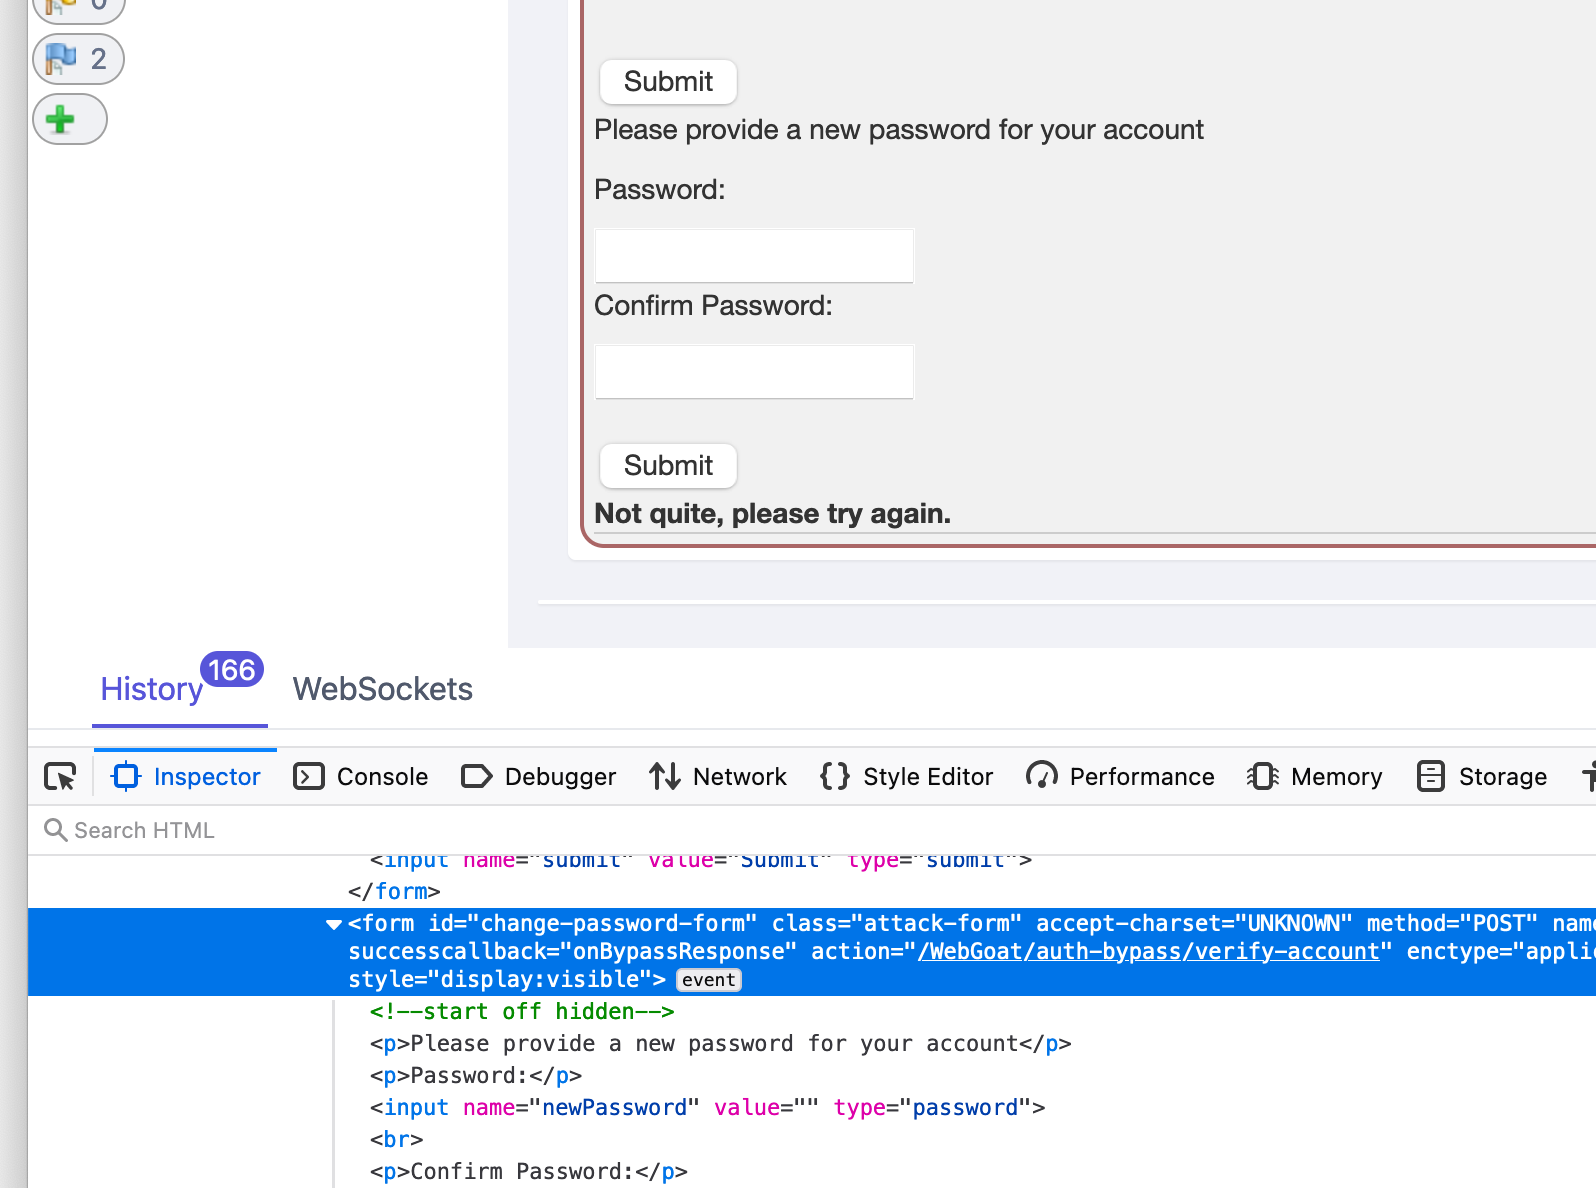 0
2
Submit
Please provide a new password for your account
Password:
Confirm Password:
Submit
Not quite, please try again.
History 166 WebSockets
Inspector Console Debugger Network Style Editor Performance Memory Storage
Search HTML
<input name="submit" value="Submit" type="submit">
</form>
<form id="change-password-form" class="attack-form" accept-charset="UNKNOWN" method="POST" name
successcallback="onBypassResponse" action="/WebGoat/auth-bypass/verify-account" enctype="applic
style="display:visible"> event
<!--start off hidden-->
<p>Please provide a new password for your account</p>
<p>Password:</p>
<input name="newPassword" value="" type="password">
<br>
<p>Confirm Password:</p>